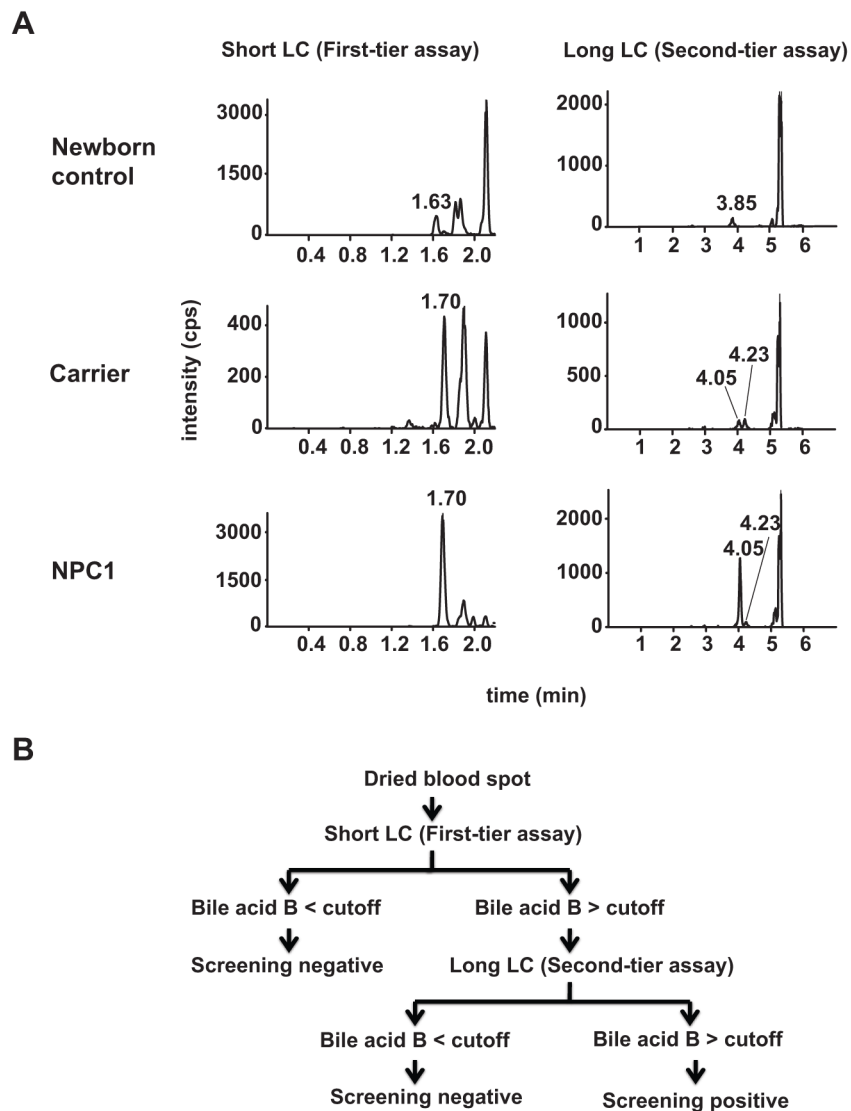 A
Short LC (First-tier assay)
Long LC (Second-tier assay)
Newborn
control
3000
1500
0
1.63
0.4 0.8 1.2 1.6 2.0
2000
1000
0
3.85
1 2 3 4 5 6
intensity (cps)
Carrier
400
200
0
1.70
0.4 0.8 1.2 1.6 2.0
1000
500
0
4.23
4.05
1 2 3 4 5 6
NPC1
3000
1500
0
1.70
0.4 0.8 1.2 1.6 2.0
2000
1000
0
4.23
4.05
1 2 3 4 5 6
time (min)
B
Dried blood spot
Short LC (First-tier assay)
Bile acid B < cutoff
Bile acid B > cutoff
Screening negative
Long LC (Second-tier assay)
Bile acid B < cutoff
Bile acid B > cutoff
Screening negative
Screening positive